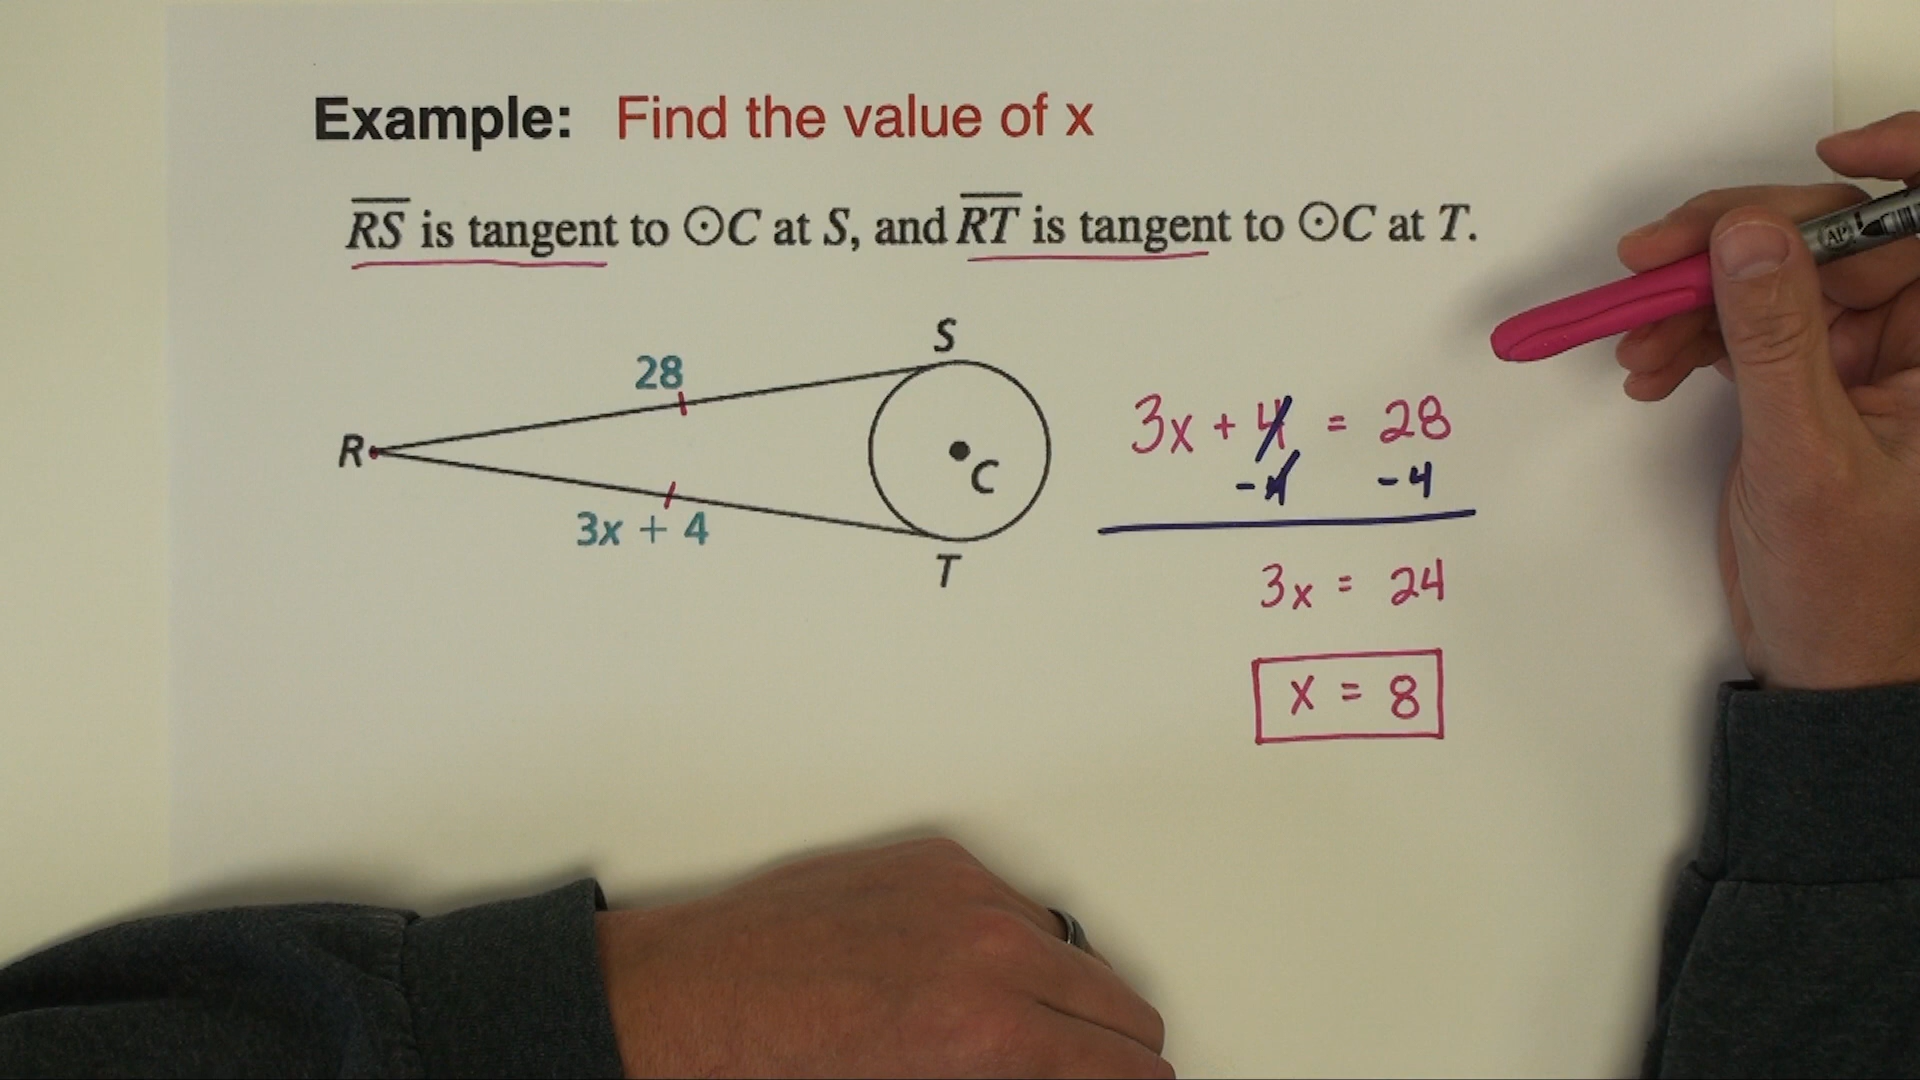 Example: Find the value of x
RS is tangent to ⊙C at S, and RT is tangent to ⊙C at T.
S
28
R
C
3x + 4
T
3x + 4 = 28
-4 -4
3x = 24
x = 8
AP